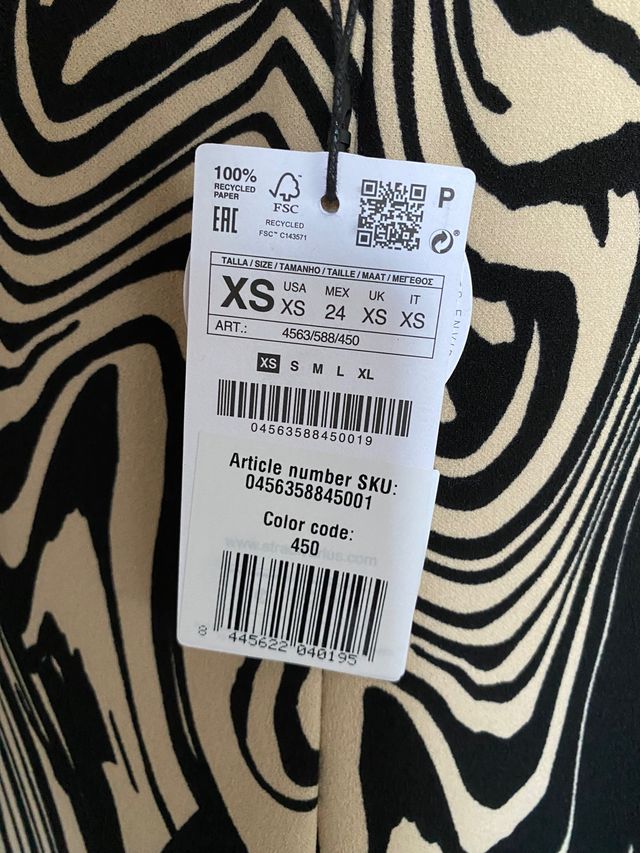 100%
RECYCLED
PAPER
EAC
FSC
RECYCLED
FSC™ C143571
P
TALLA / SIZE / TAMANHO / TAILLE / MAAT / ΜΕΓΕΘΟΣ
XS USA XS MEX 24 UK XS IT XS
ART.: 4563/588/450
XS S M L XL
04563588450019
Article number SKU:
0456358845001
Color code:
450
8 445622 040195